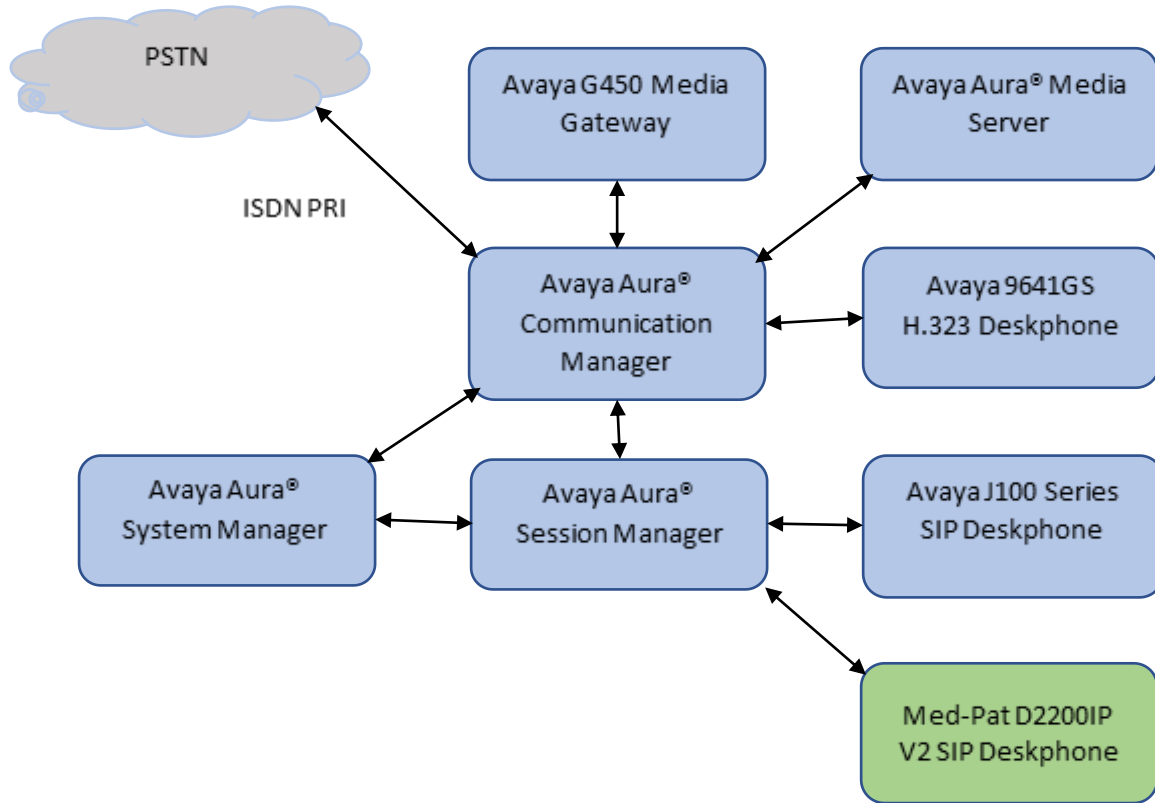 PSTN
Avaya G450 Media
Gateway
Avaya Aura® Media
Server
ISDN PRI
Avaya Aura®
Communication
Manager
Avaya 9641GS
H.323 Deskphone
Avaya Aura®
System Manager
Avaya Aura®
Session Manager
Avaya J100 Series
SIP Deskphone
Med-Pat D2200IP
V2 SIP Deskphone